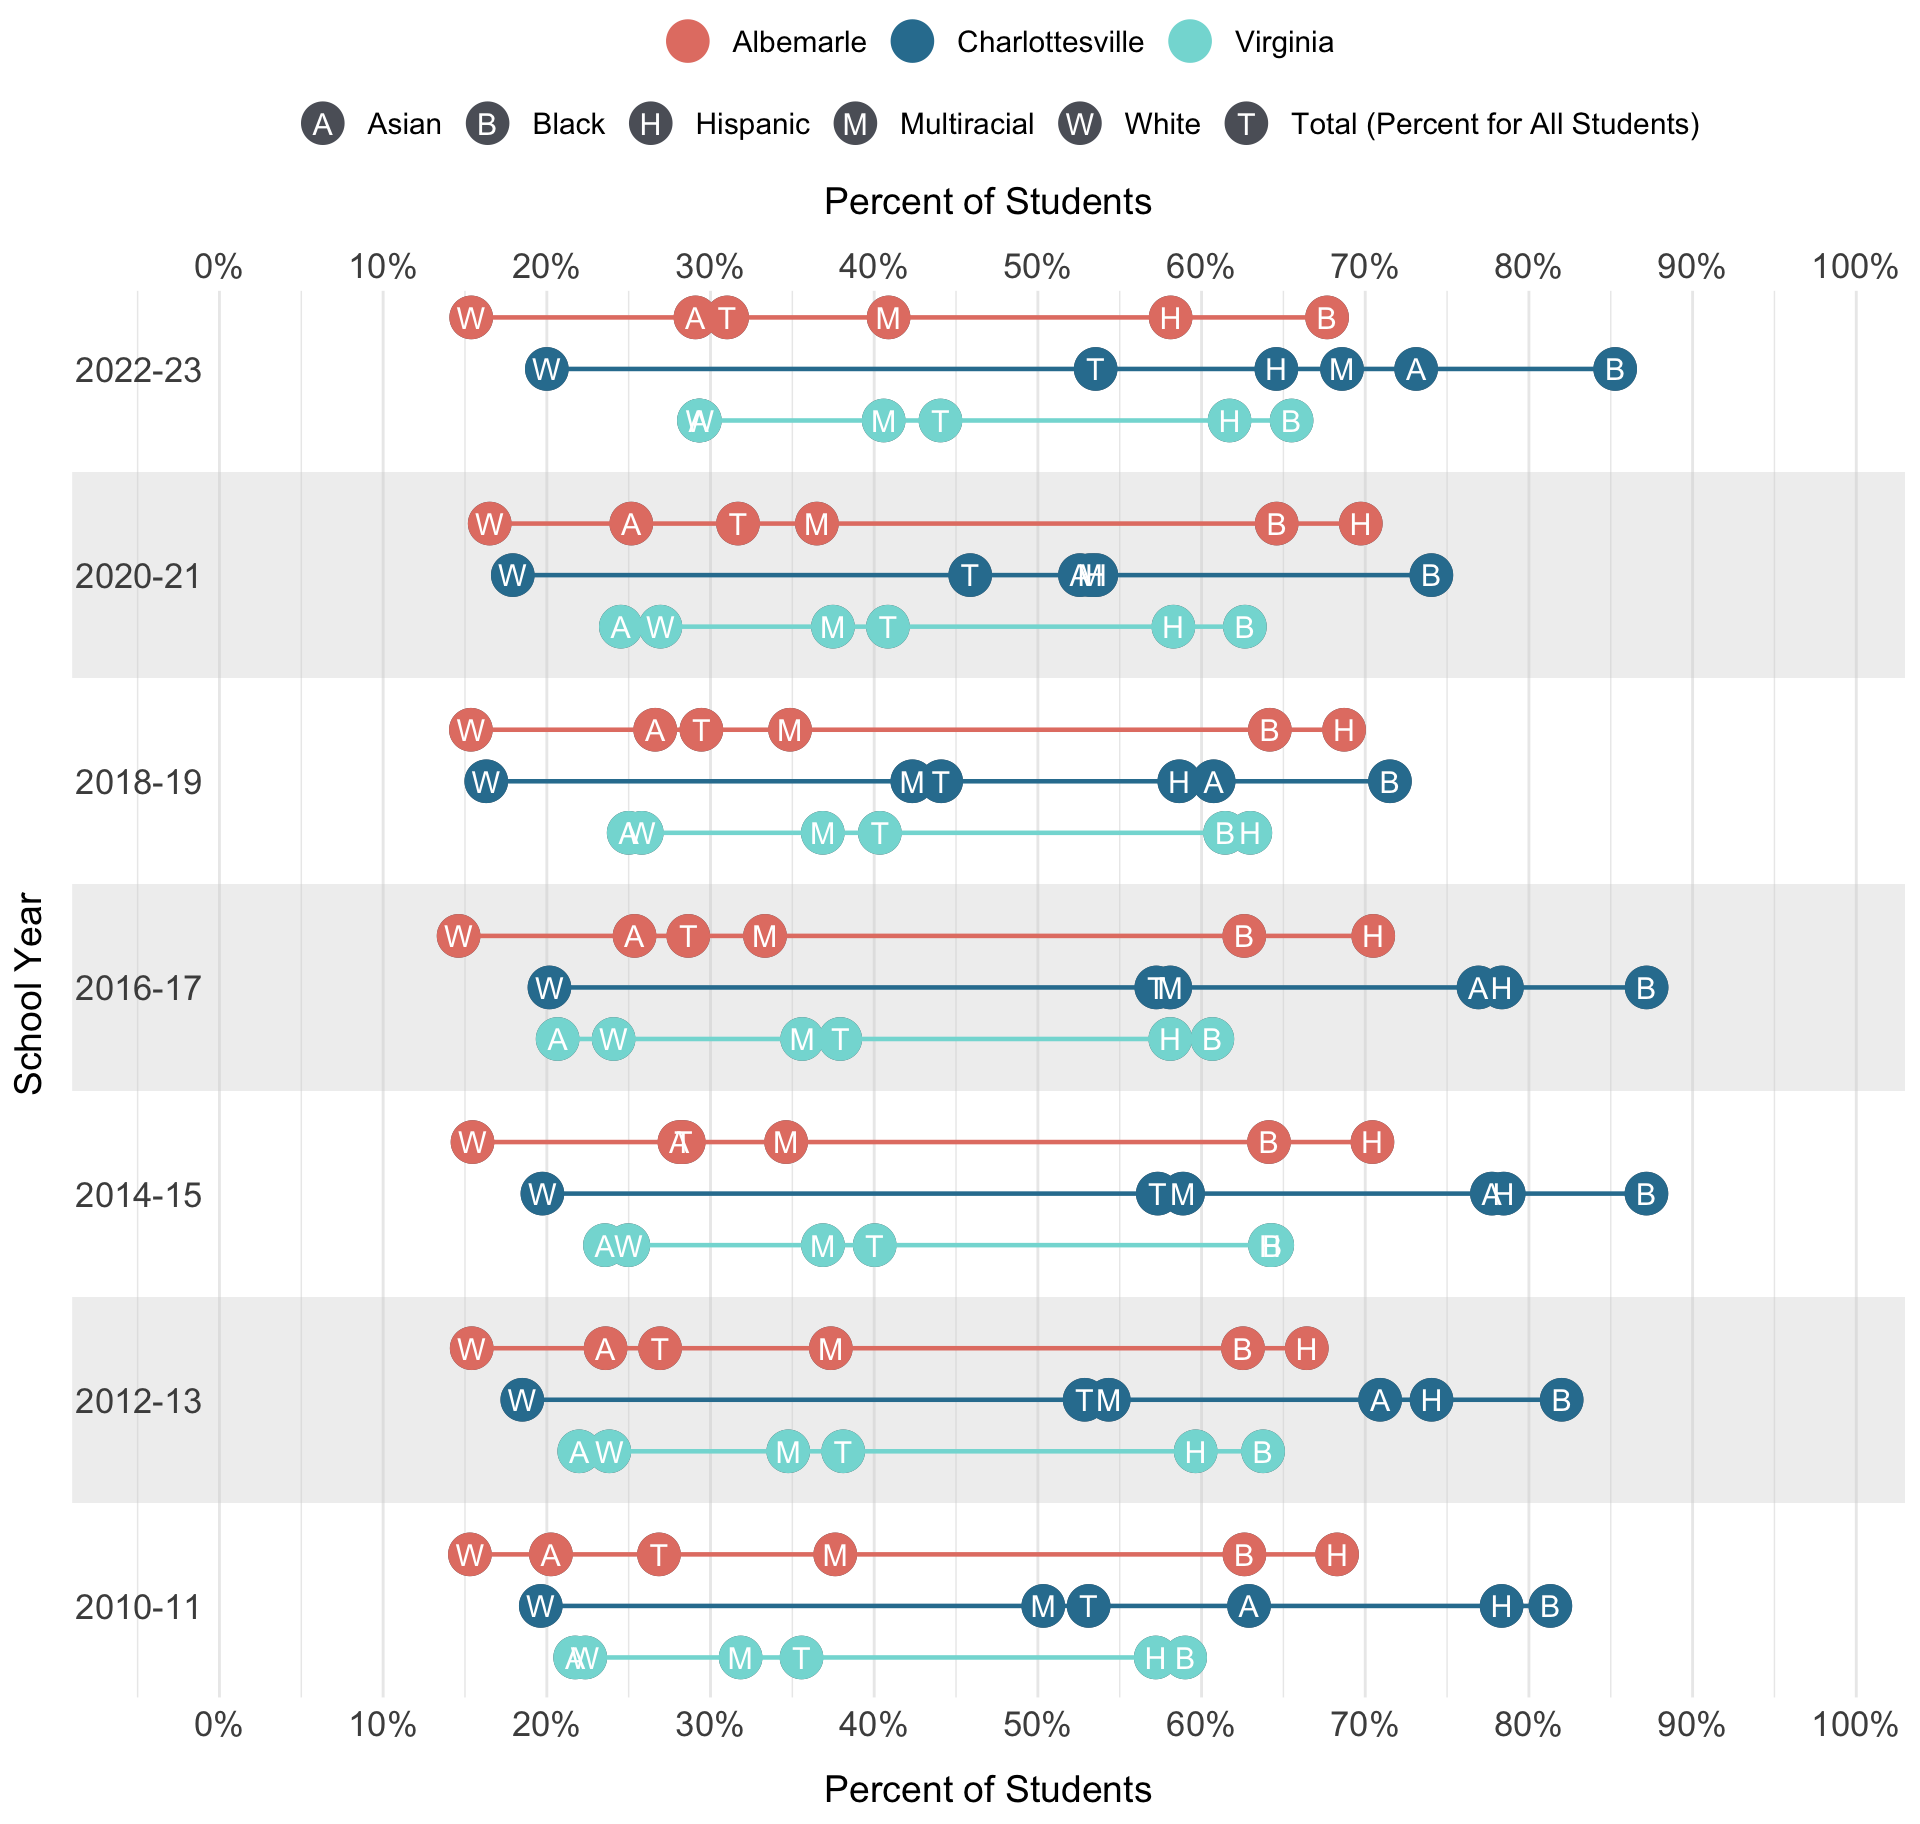 Albemarle Charlottesville Virginia
A Asian B Black H Hispanic M Multiracial W White T Total (Percent for All Students)
Percent of Students
0% 10% 20% 30% 40% 50% 60% 70% 80% 90% 100%
W A T M H B
2022-23 W T H M A B
A W M T H B
W A T M B H
2020-21 W T A M H B
A W M T H B
W A T M B H
2018-19 W M T H A B
A W M T B H
W A T M B H
2016-17 W T M A H B
A W M T H B
School Year
W A T M B H
2014-15 W T M A H B
A W M T H B
W A T M B H
2012-13 W T M A H B
A W M T H B
W A T M B H
2010-11 W M T A H B
A W M T H B
0% 10% 20% 30% 40% 50% 60% 70% 80% 90% 100%
Percent of Students